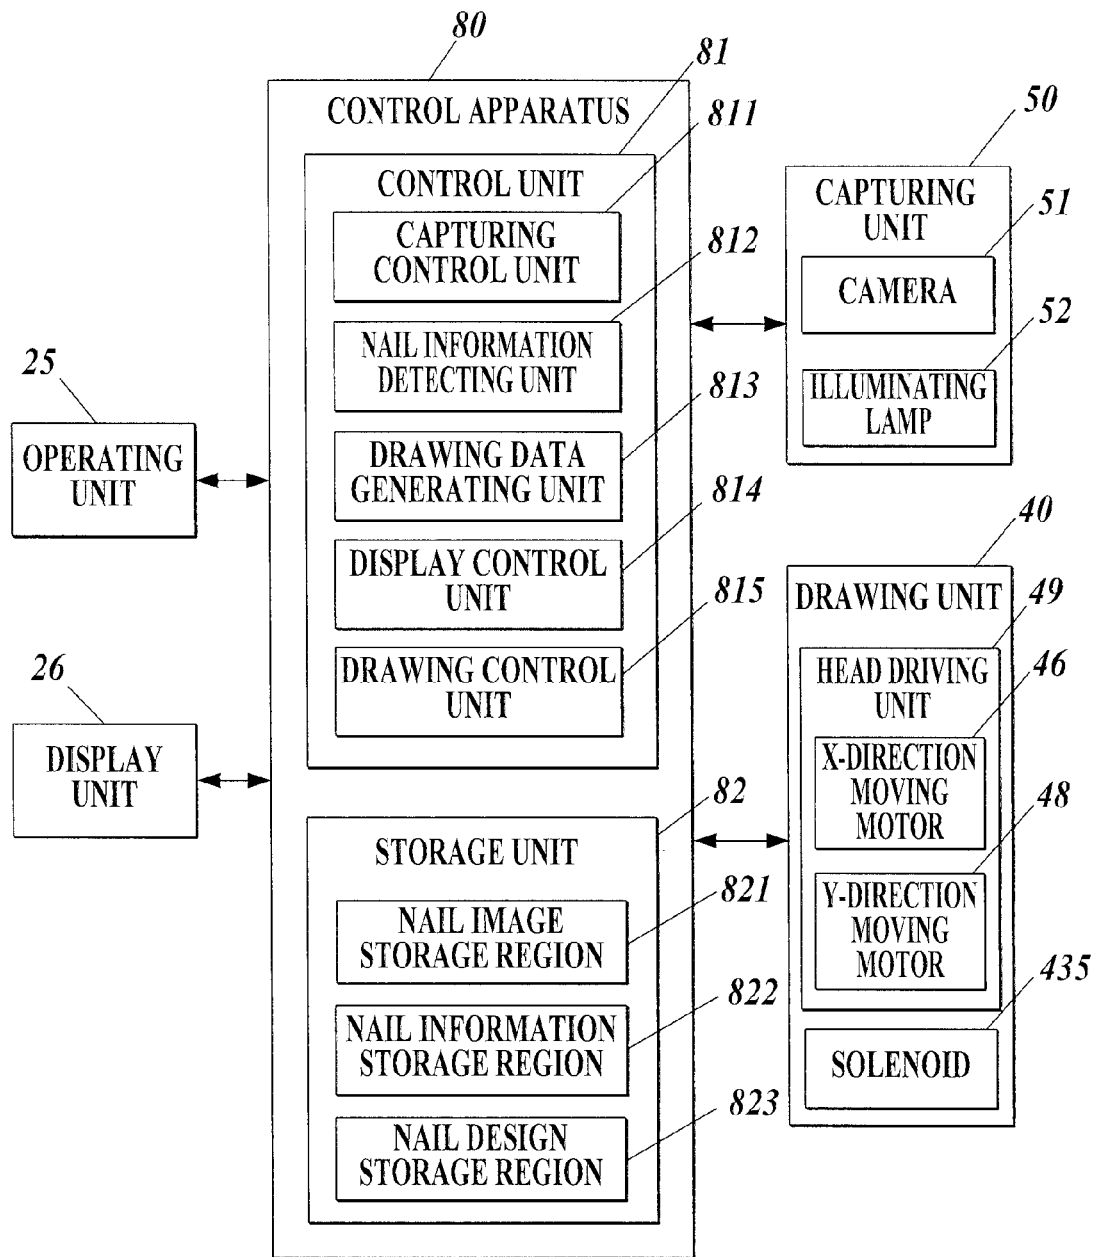 80
CONTROL APPARATUS
81
CONTROL UNIT
811
CAPTURING
CONTROL UNIT
812
NAIL INFORMATION
DETECTING UNIT
813
DRAWING DATA
GENERATING UNIT
814
DISPLAY CONTROL
UNIT
815
DRAWING CONTROL
UNIT
82
STORAGE UNIT
821
NAIL IMAGE
STORAGE REGION
822
NAIL INFORMATION
STORAGE REGION
823
NAIL DESIGN
STORAGE REGION
25
OPERATING
UNIT
26
DISPLAY
UNIT
50
CAPTURING
UNIT
51
CAMERA
52
ILLUMINATING
LAMP
40
DRAWING UNIT
49
HEAD DRIVING
UNIT
46
X-DIRECTION
MOVING
MOTOR
48
Y-DIRECTION
MOVING
MOTOR
435
SOLENOID